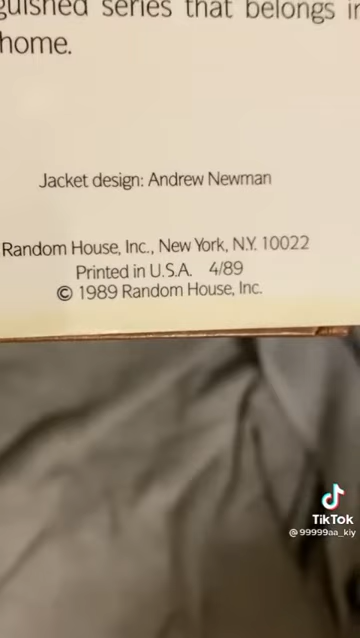 guished series that belongs in
home.
Jacket design: Andrew Newman
Random House, Inc., New York, N.Y. 10022
Printed in U.S.A. 4/89
© 1989 Random House, Inc.
TikTok
@99999aa_kiy